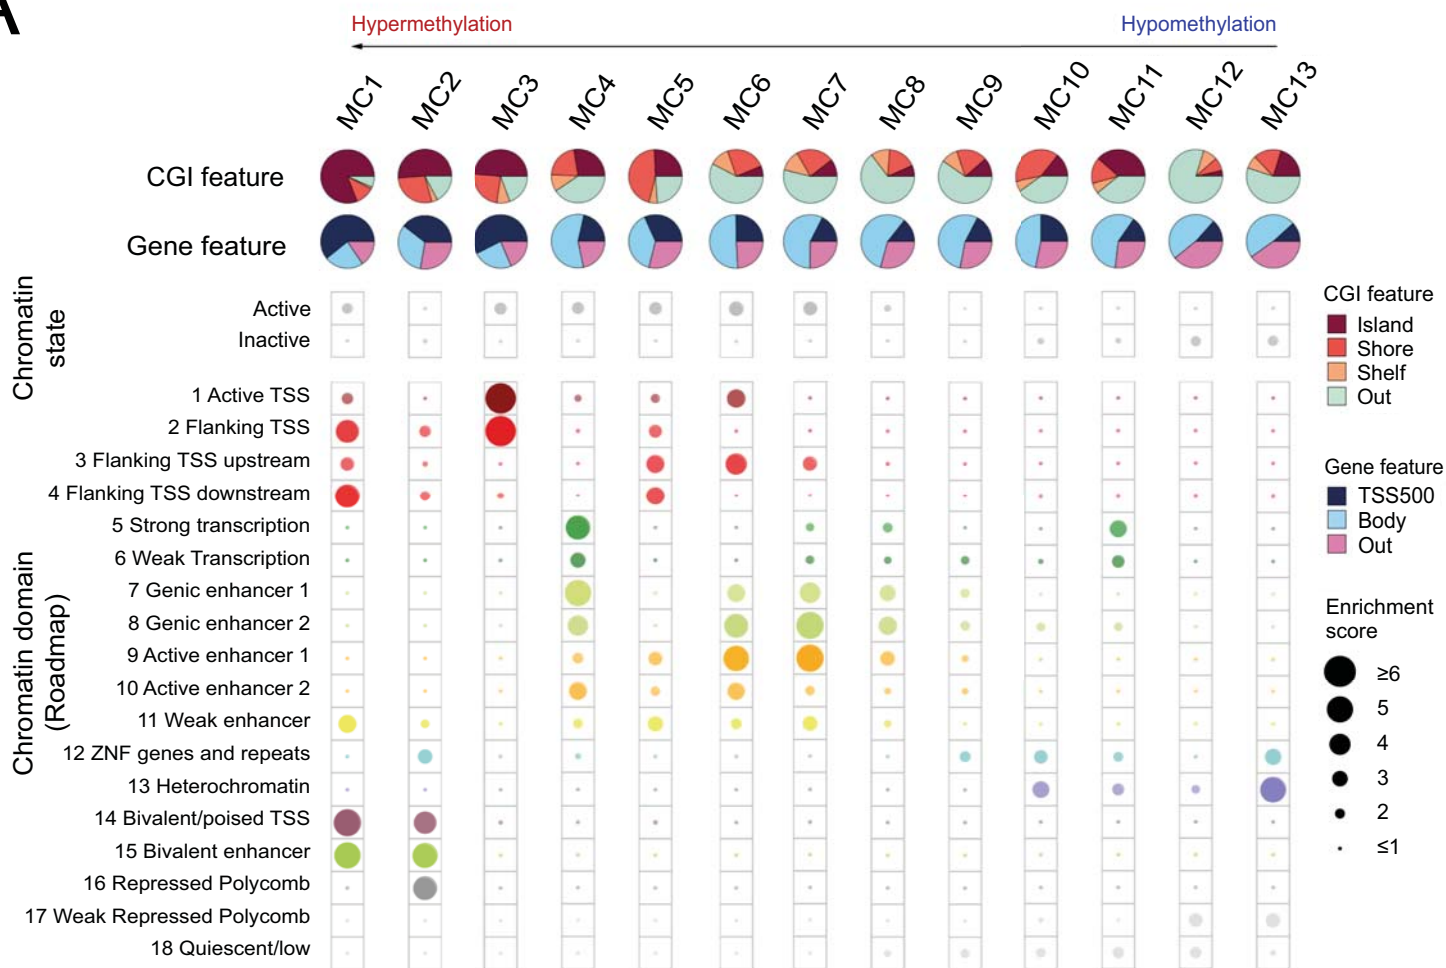 A
Hypermethylation
Hypomethylation
MC1
MC2
MC3
MC4
MC5
MC6
MC7
MC8
MC9
MC10
MC11
MC12
MC13
CGI feature
Gene feature
Chromatin
state
Active
Inactive
Chromatin domain
(Roadmap)
1 Active TSS
2 Flanking TSS
3 Flanking TSS upstream
4 Flanking TSS downstream
5 Strong transcription
6 Weak Transcription
7 Genic enhancer 1
8 Genic enhancer 2
9 Active enhancer 1
10 Active enhancer 2
11 Weak enhancer
12 ZNF genes and repeats
13 Heterochromatin
14 Bivalent/poised TSS
15 Bivalent enhancer
16 Repressed Polycomb
17 Weak Repressed Polycomb
18 Quiescent/low
CGI feature
Island
Shore
Shelf
Out
Gene feature
TSS500
Body
Out
Enrichment
score
≥6
5
4
3
2
≤1